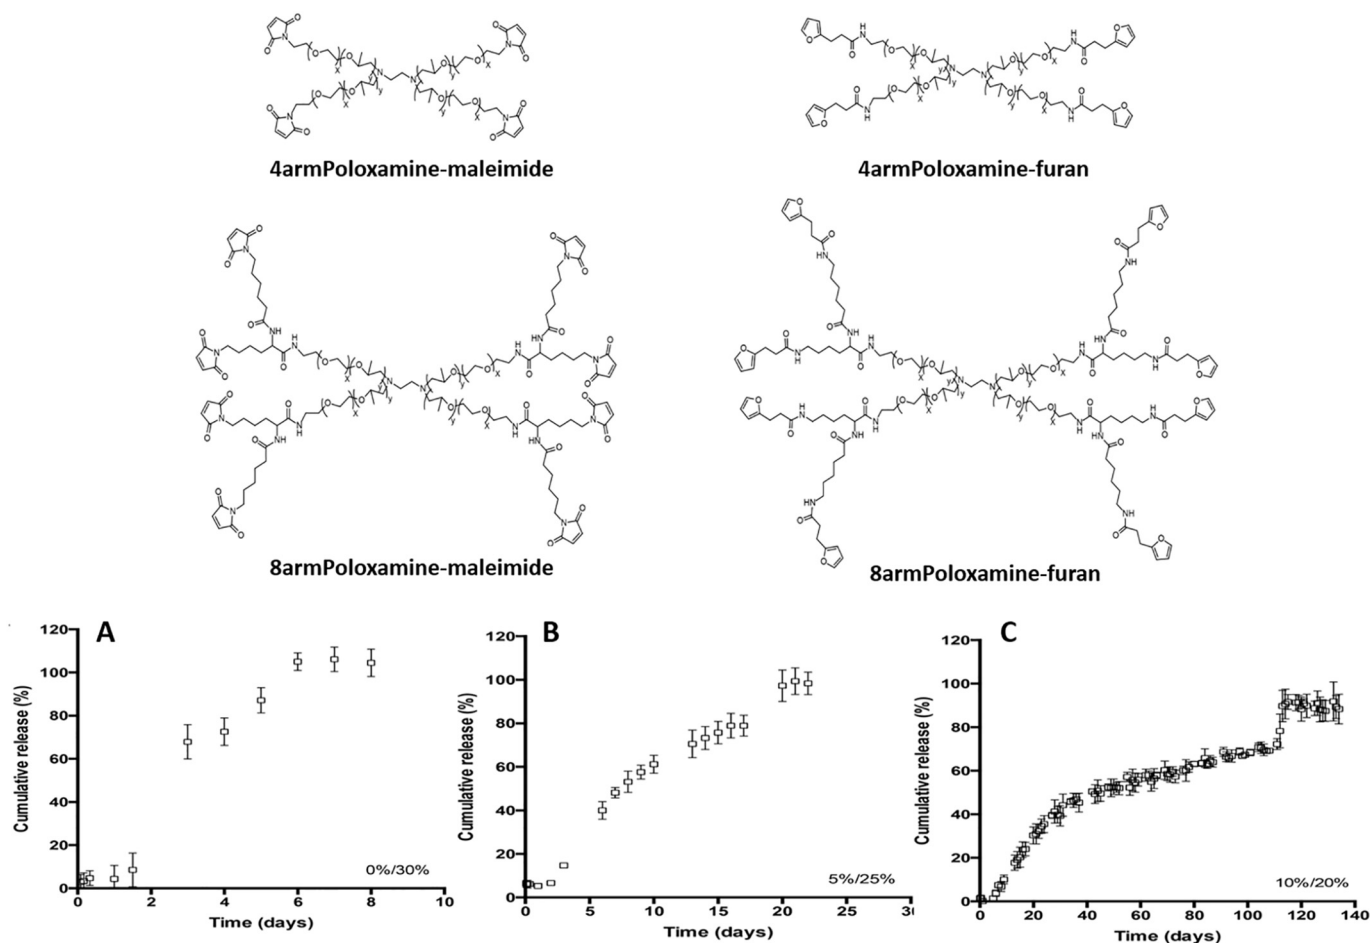 4armPoloxamine-maleimide
4armPoloxamine-furan
8armPoloxamine-maleimide
8armPoloxamine-furan
A
Cumulative release (%)
120
100
80
60
40
20
0
0%/30%
0 2 4 6 8 10
Time (days)
B
Cumulative release (%)
120
100
80
60
40
20
0
5%/25%
0 5 10 15 20 25
Time (days)
C
Cumulative release (%)
120
100
80
60
40
20
0
10%/20%
0 20 40 60 80 100 120 140
Time (days)